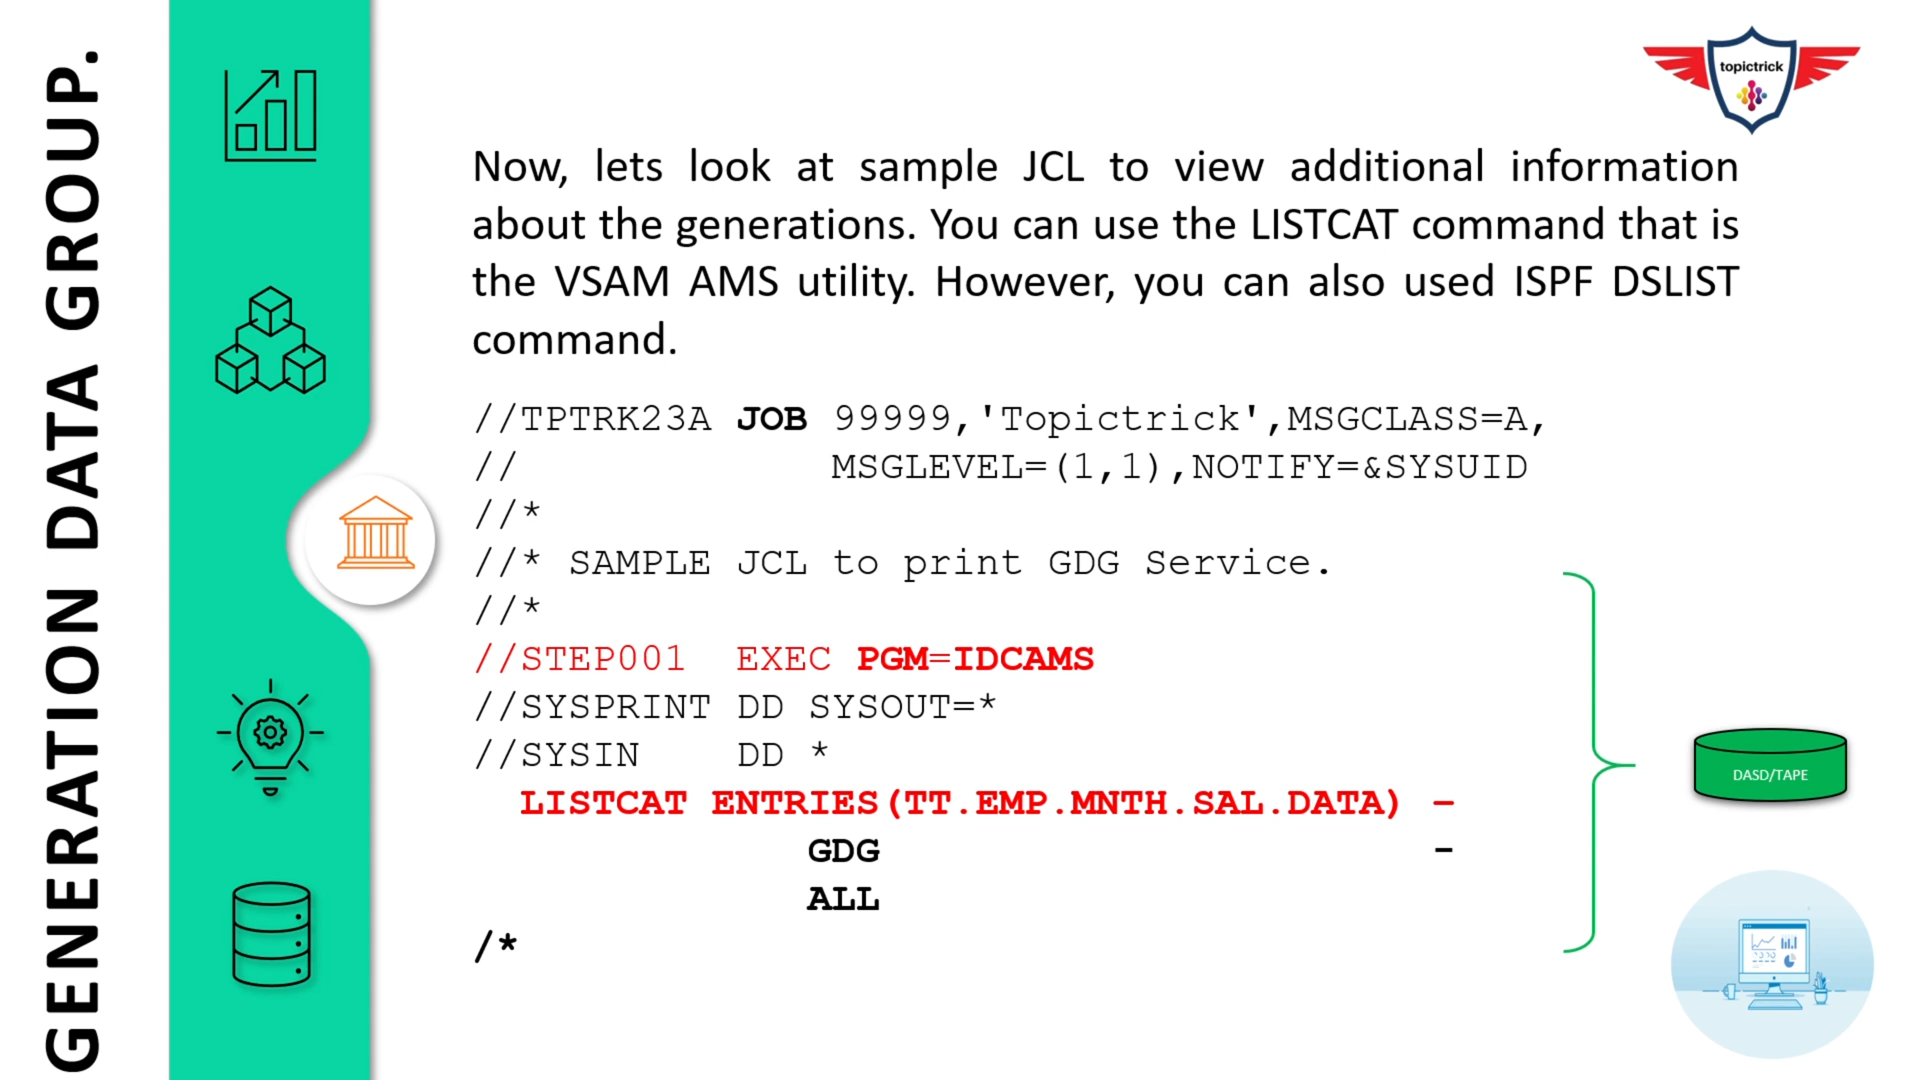 GENERATION DATA GROUP.
topictrick
Now, lets look at sample JCL to view additional information
about the generations. You can use the LISTCAT command that is
the VSAM AMS utility. However, you can also used ISPF DSLIST
command.
//TPTRK23A JOB 99999,'Topictrick',MSGCLASS=A,
//             MSGLEVEL=(1,1),NOTIFY=&SYSUID
//*
//* SAMPLE JCL to print GDG Service.
//*
//STEP001  EXEC PGM=IDCAMS
//SYSPRINT DD SYSOUT=*
//SYSIN    DD *
  LISTCAT ENTRIES(TT.EMP.MNTH.SAL.DATA) -
              GDG                       -
              ALL
/*
DASD/TAPE